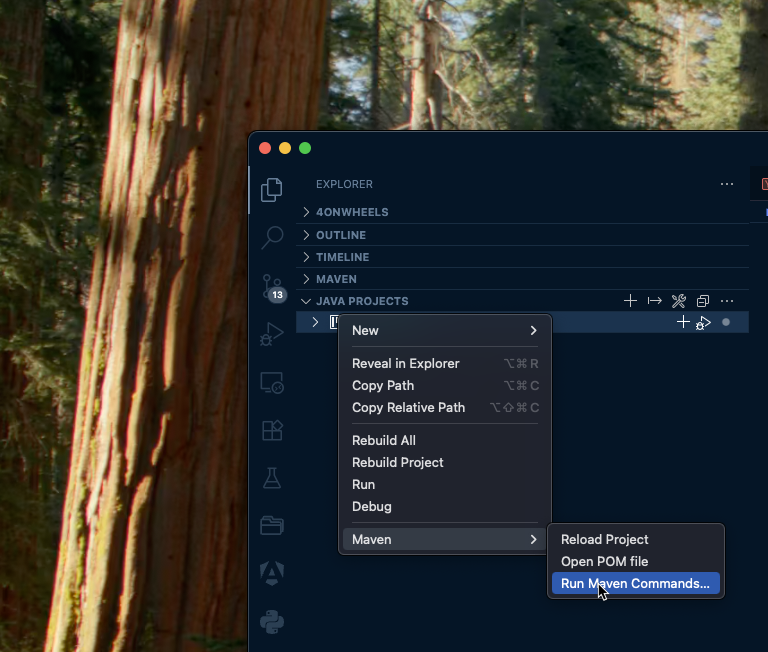 EXPLORER
4ONWHEELS
OUTLINE
TIMELINE
MAVEN
13
JAVA PROJECTS
New
Reveal in Explorer ⌥⌘R
Copy Path ⌥⌘C
Copy Relative Path ⌥⇧⌘C
Rebuild All
Rebuild Project
Run
Debug
Maven
Reload Project
Open POM file
Run Maven Commands...